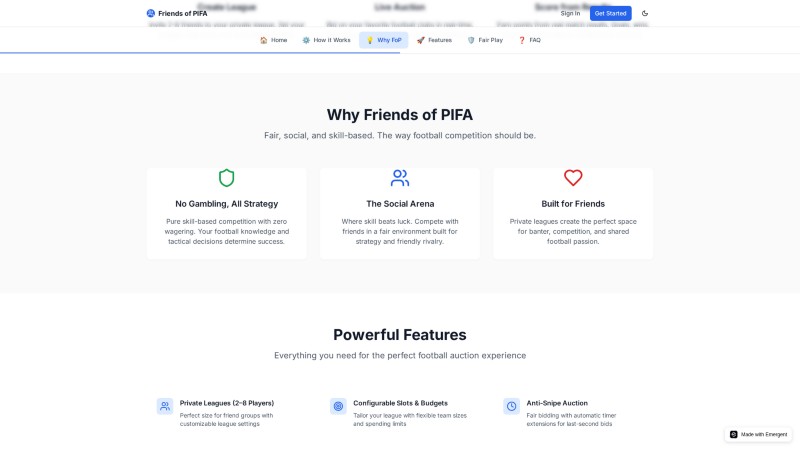 Create League
Live Auction
Friends of PIFA
Sign In
Get Started
🏠 Home
⚙️ How It Works
💡 Why FoP
🚀 Features
🛡️ Fair Play
❓ FAQ
Why Friends of PIFA
Fair, social, and skill-based. The way football competition should be.
No Gambling, All Strategy
Pure skill-based competition with zero
wagering. Your football knowledge and
tactical decisions determine success.
The Social Arena
Where skill beats luck. Compete with
friends in a fair environment built for
strategy and friendly rivalry.
Built for Friends
Private leagues create the perfect space
for banter, competition, and shared
football passion.
Powerful Features
Everything you need for the perfect football auction experience
Private Leagues (2–8 Players)
Perfect size for friend groups with
customizable league settings
Configurable Slots & Budgets
Tailor your league with flexible team sizes
and spending limits
Anti-Snipe Auction
Fair bidding with automatic timer
extensions for last-second bids
Made with Emergent